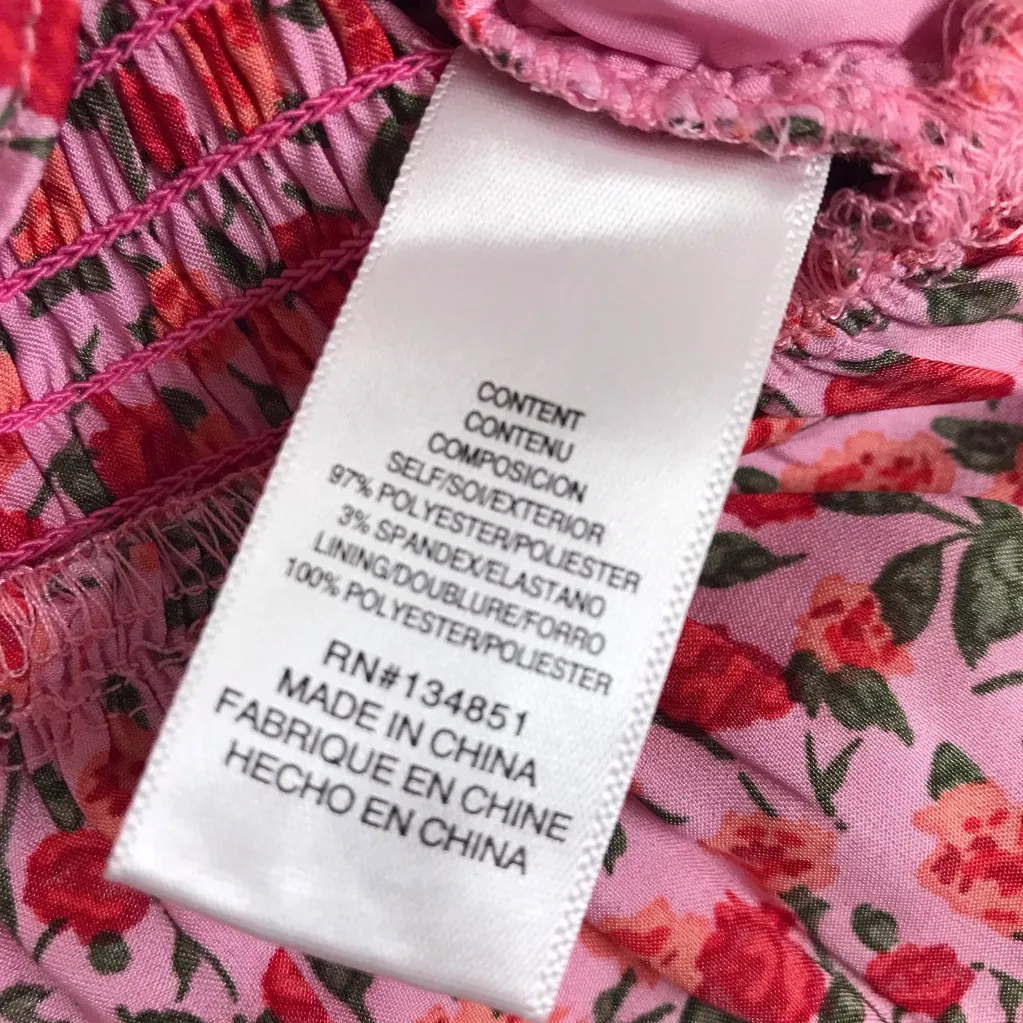 CONTENT
CONTENU
COMPOSICION
SELF/SOI/EXTERIOR
97% POLYESTER/POLIESTER
3% SPANDEX/ELASTANO
LINING/DOUBLURE/FORRO
100% POLYESTER/POLIESTER
RN#134851
MADE IN CHINA
FABRIQUE EN CHINE
HECHO EN CHINA